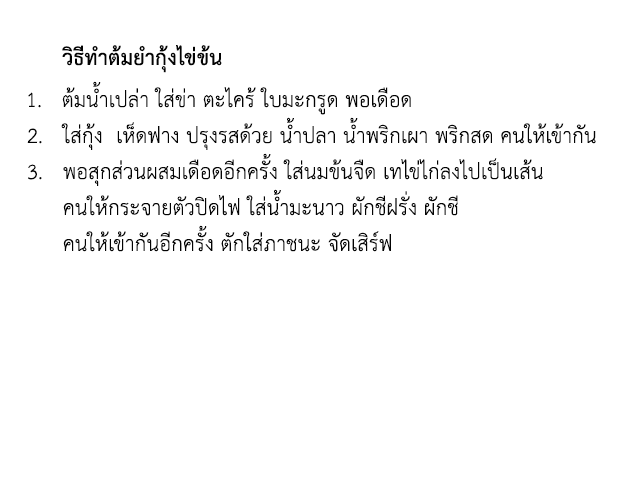 วิธีทำต้มยำกุ้งไข่ข้น
1. ต้มน้ำเปล่า ใส่ข่า ตะไคร้ ใบมะกรูด พอเดือด
2. ใส่กุ้ง เห็ดฟาง ปรุงรสด้วย น้ำปลา น้ำพริกเผา พริกสด คนให้เข้ากัน
3. พอสุกส่วนผสมเดือดอีกครั้ง ใส่นมข้นจืด เทไข่ไก่ลงไปเป็นเส้น
คนให้กระจายตัวปิดไฟ ใส่น้ำมะนาว ผักชีฝรั่ง ผักชี
คนให้เข้ากันอีกครั้ง ตักใส่ภาชนะ จัดเสิร์ฟ